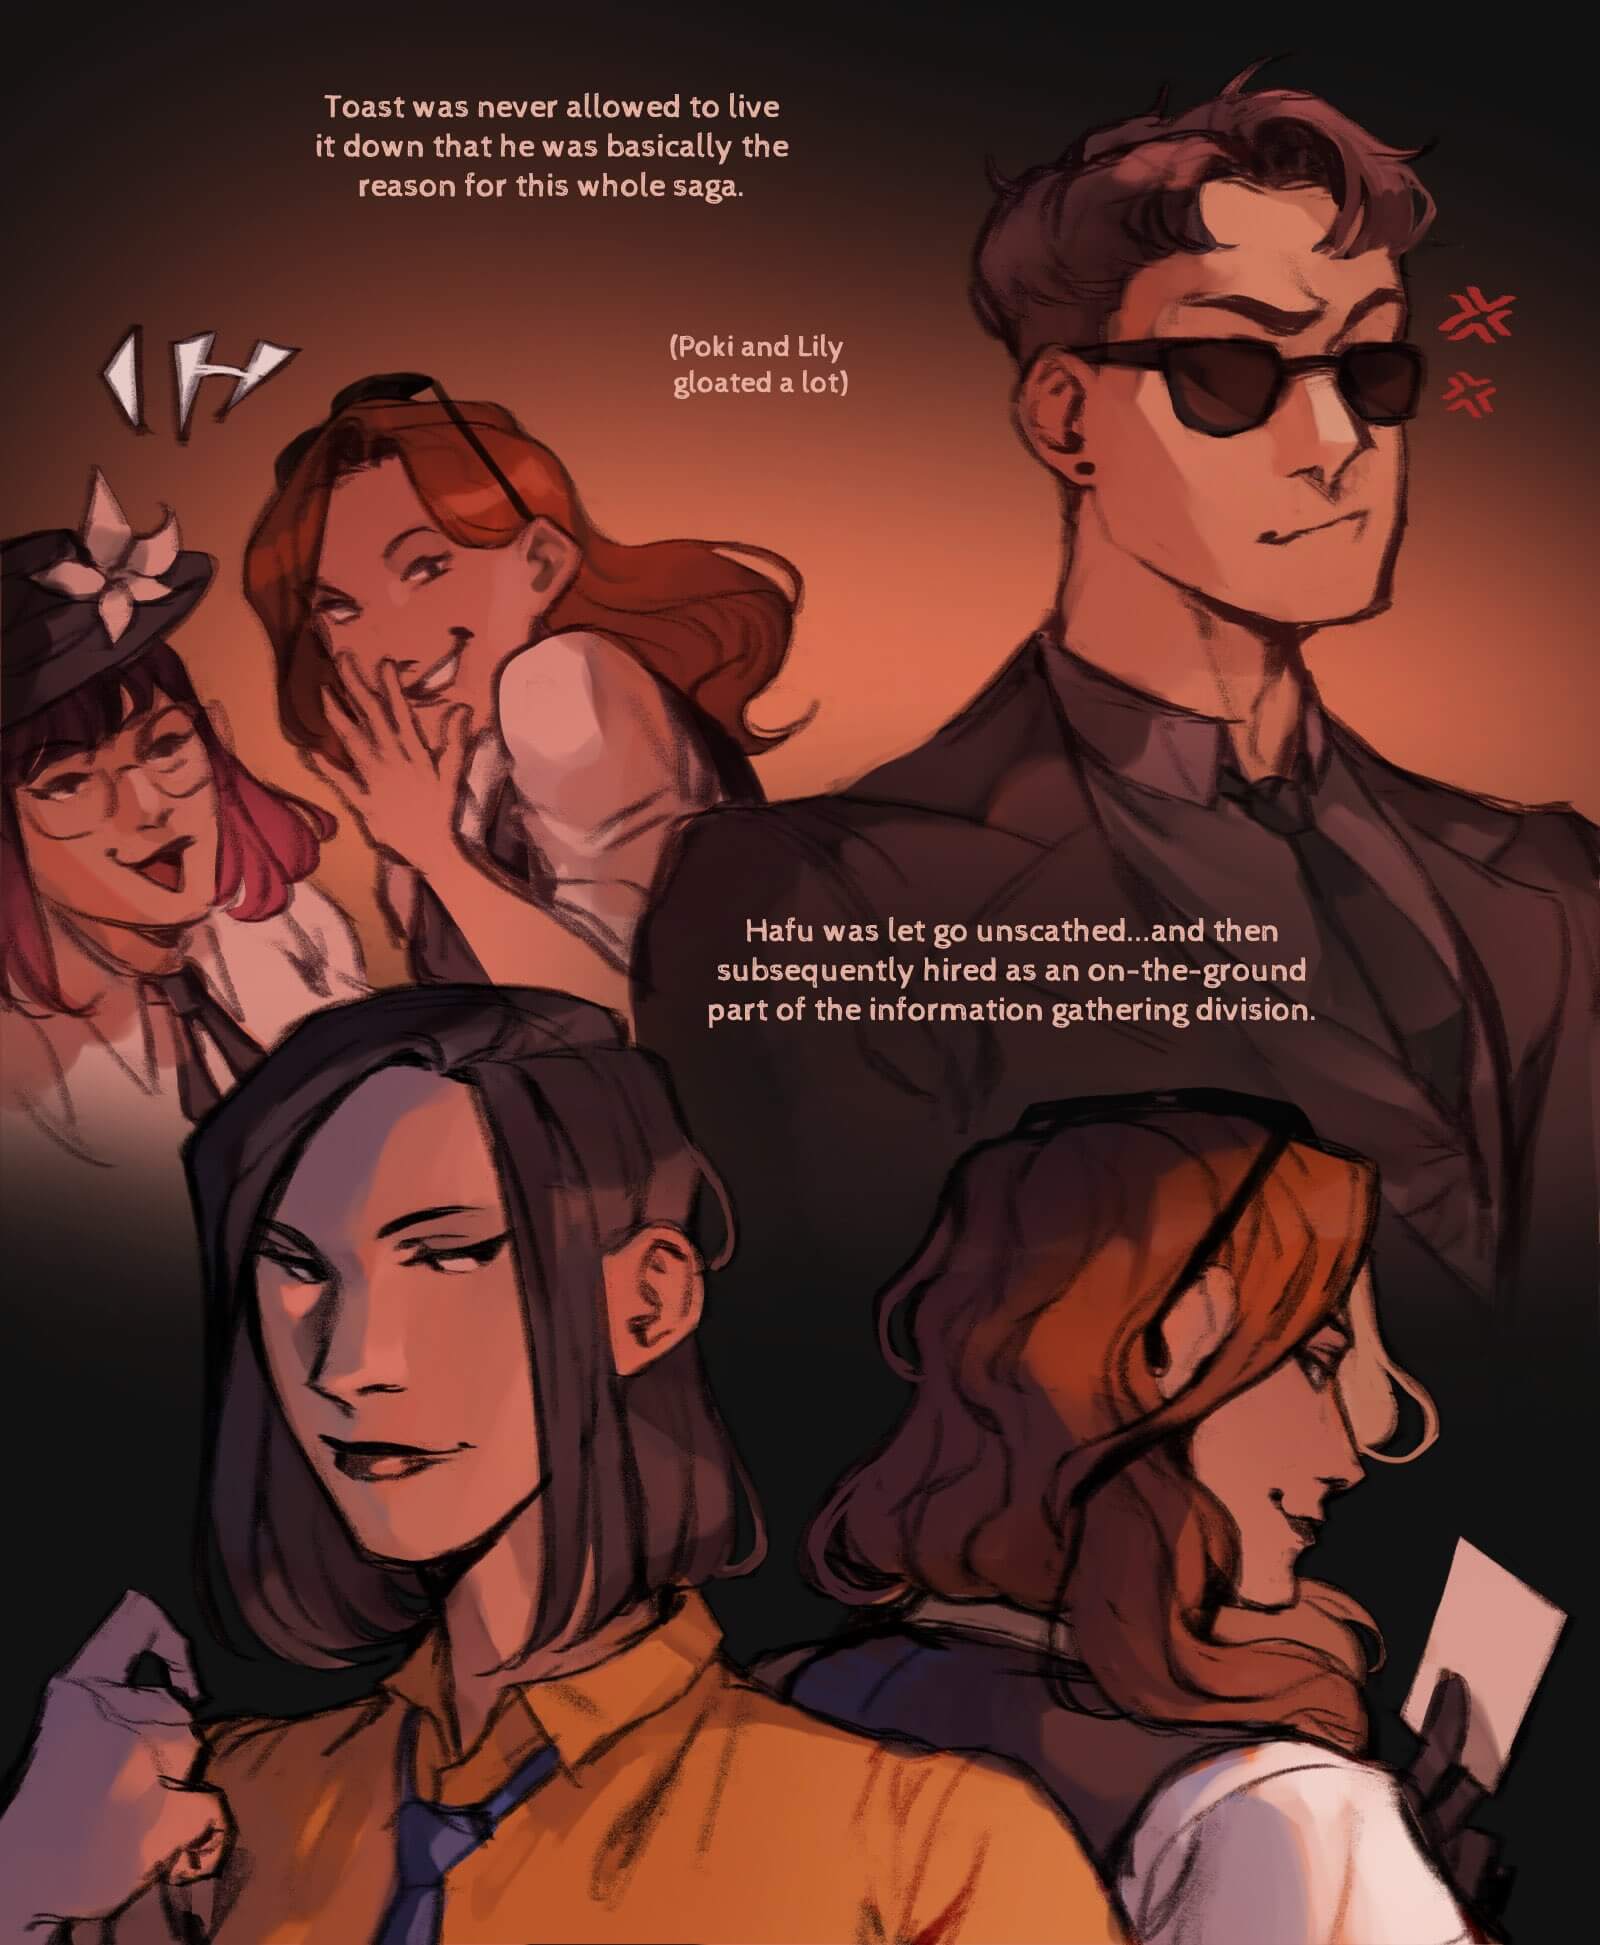 Toast was never allowed to live
it down that he was basically the
reason for this whole saga.
(Poki and Lily
gloated a lot)
Hafu was let go unscathed...and then
subsequently hired as an on-the-ground
part of the information gathering division.